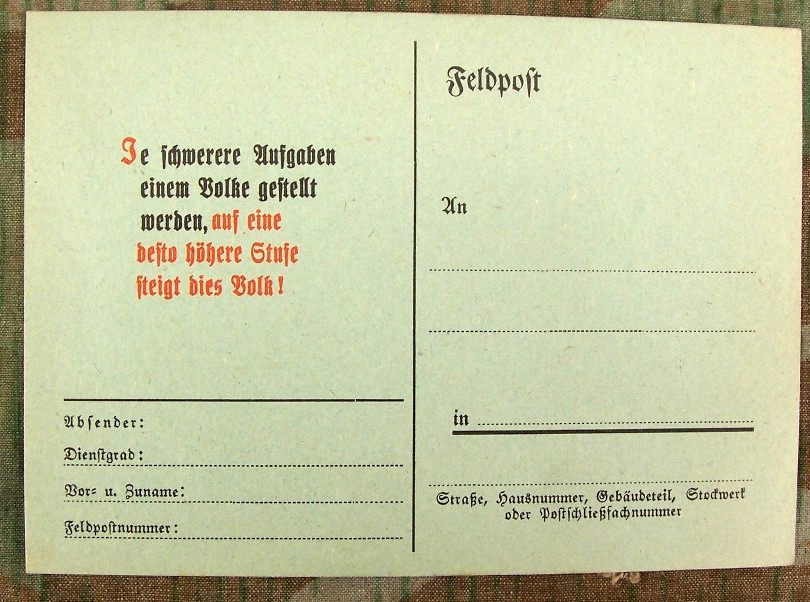 Je schwerere Aufgaben
einem Volke gestellt
werden, auf eine
desto höhere Stufe
steigt dies Volk!
Absender:
Dienstgrad:
Vor= u. Zuname:
Feldpostnummer:
Feldpost
An
in
Straße, Hausnummer, Gebäudeteil, Stockwerk
oder Postschließfachnummer